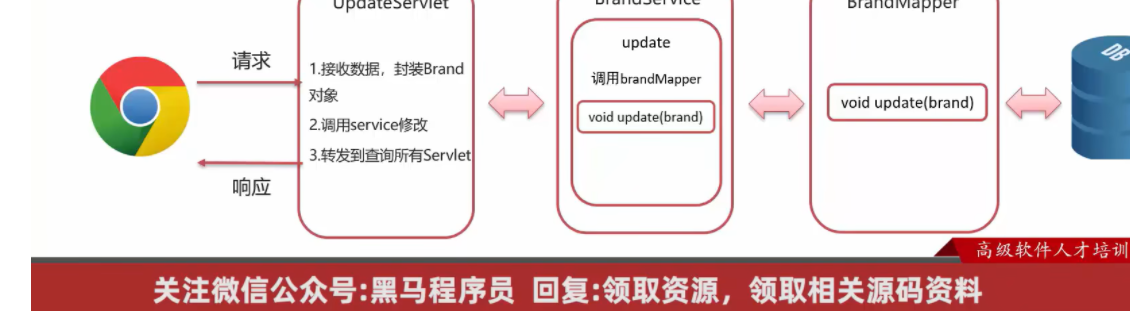 UpdateServlet
BrandService
BrandMapper
请求
1.接收数据，封装Brand
对象
2.调用service修改
3.转发到查询所有Servlet
响应
update
调用brandMapper
void update(brand)
void update(brand)
DB
高级软件人才培训
关注微信公众号:黑马程序员 回复:领取资源，领取相关源码资料